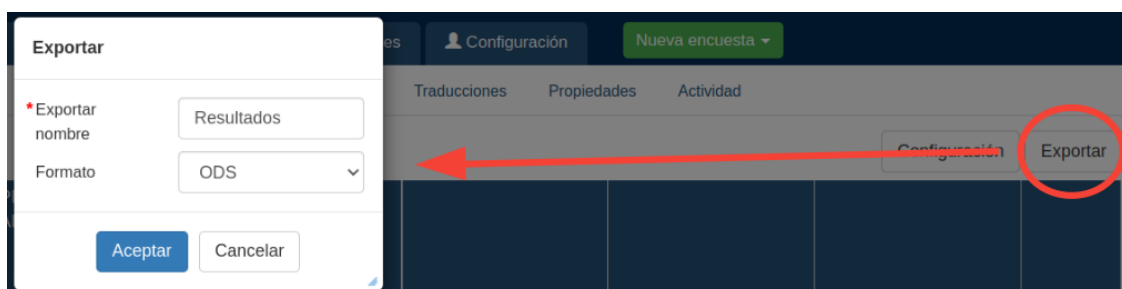 Exportar
es
Configuración
Nueva encuesta
Traducciones
Propiedades
Actividad
*Exportar nombre
Resultados
Configuración
Exportar
Formato
ODS
Aceptar
Cancelar